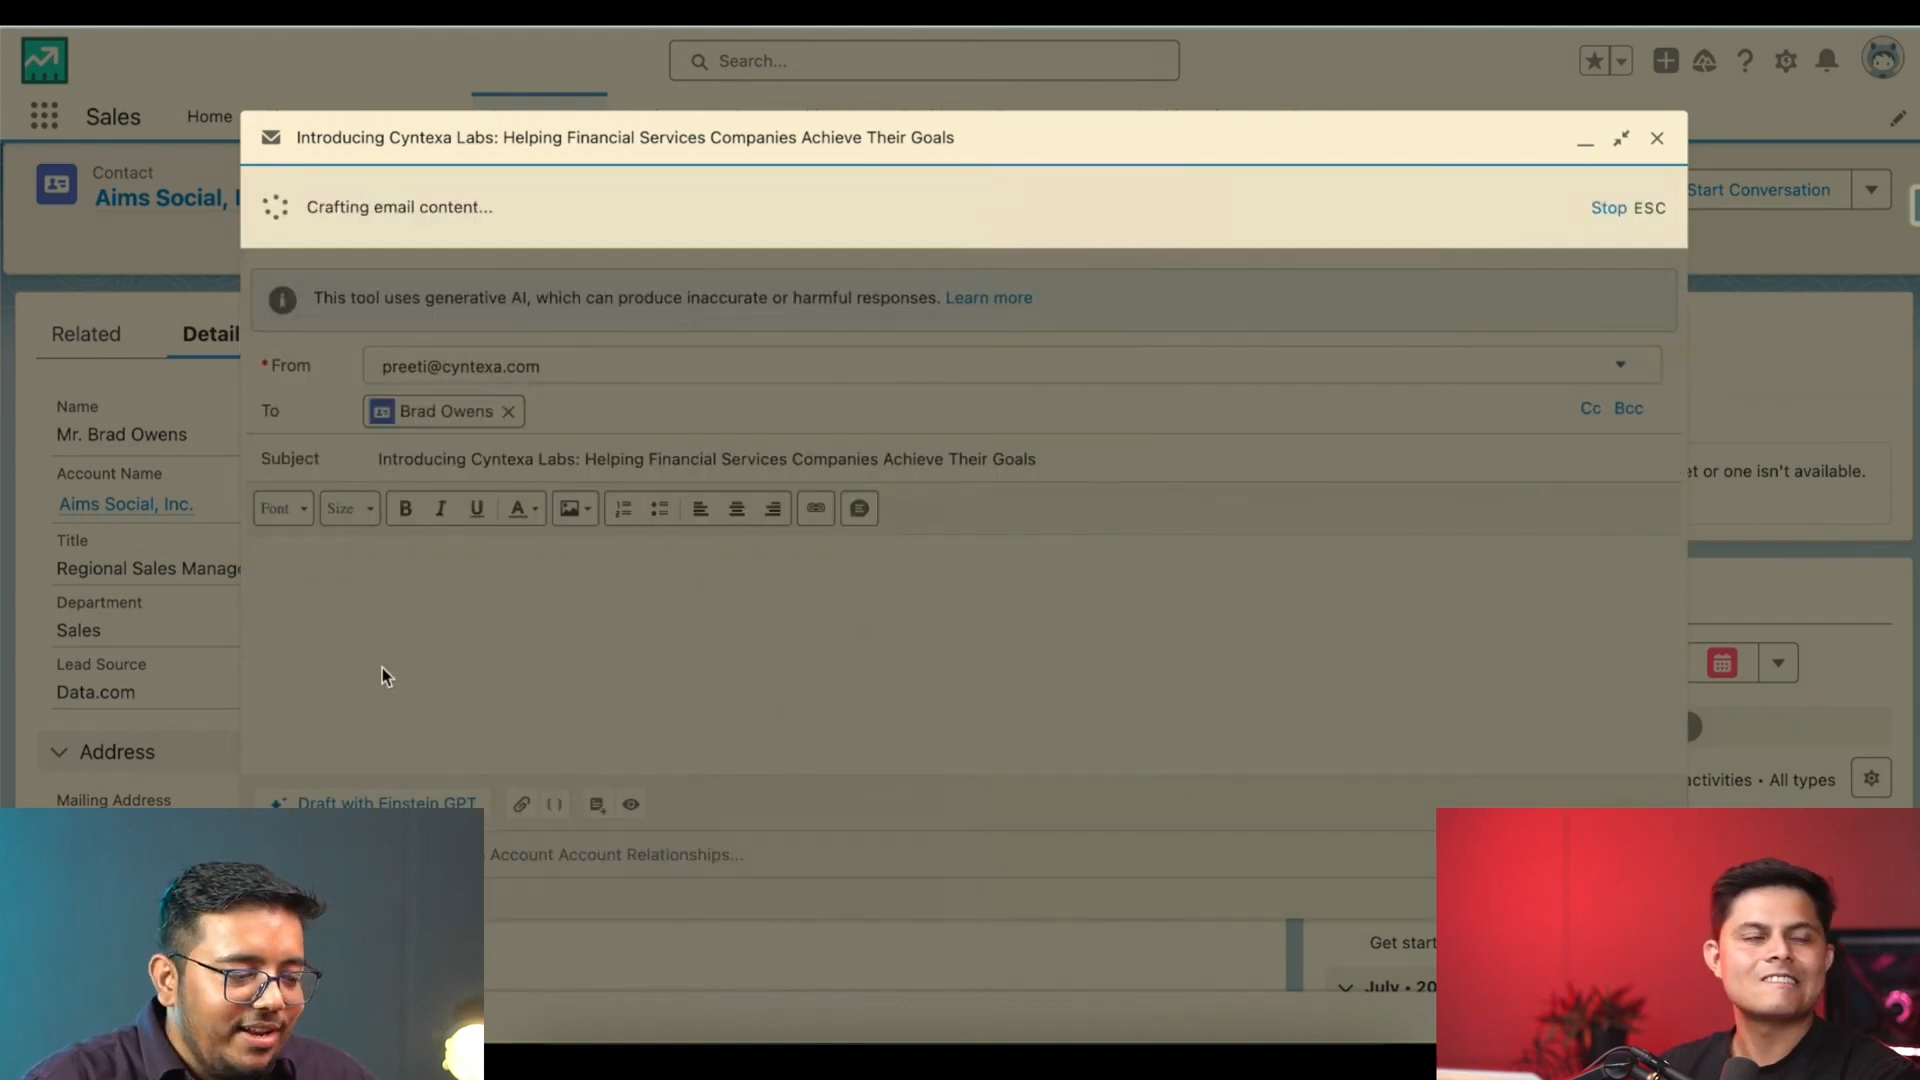 Search...
Sales
Home
Introducing Cyntexa Labs: Helping Financial Services Companies Achieve Their Goals
Contact
Aims Social, I
Crafting email content...
Stop ESC
Start Conversation
This tool uses generative AI, which can produce inaccurate or harmful responses. Learn more
Related
Detail
* From
preeti@cyntexa.com
To
Brad Owens
Cc Bcc
Subject
Introducing Cyntexa Labs: Helping Financial Services Companies Achieve Their Goals
Font
Size
B I U A
Name
Mr. Brad Owens
Account Name
Aims Social, Inc.
Title
Regional Sales Manage
Department
Sales
Lead Source
Data.com
Address
Mailing Address
et or one isn't available.
activities • All types
Draft with Einstein GPT
Account Account Relationships...
Get start
July • 20